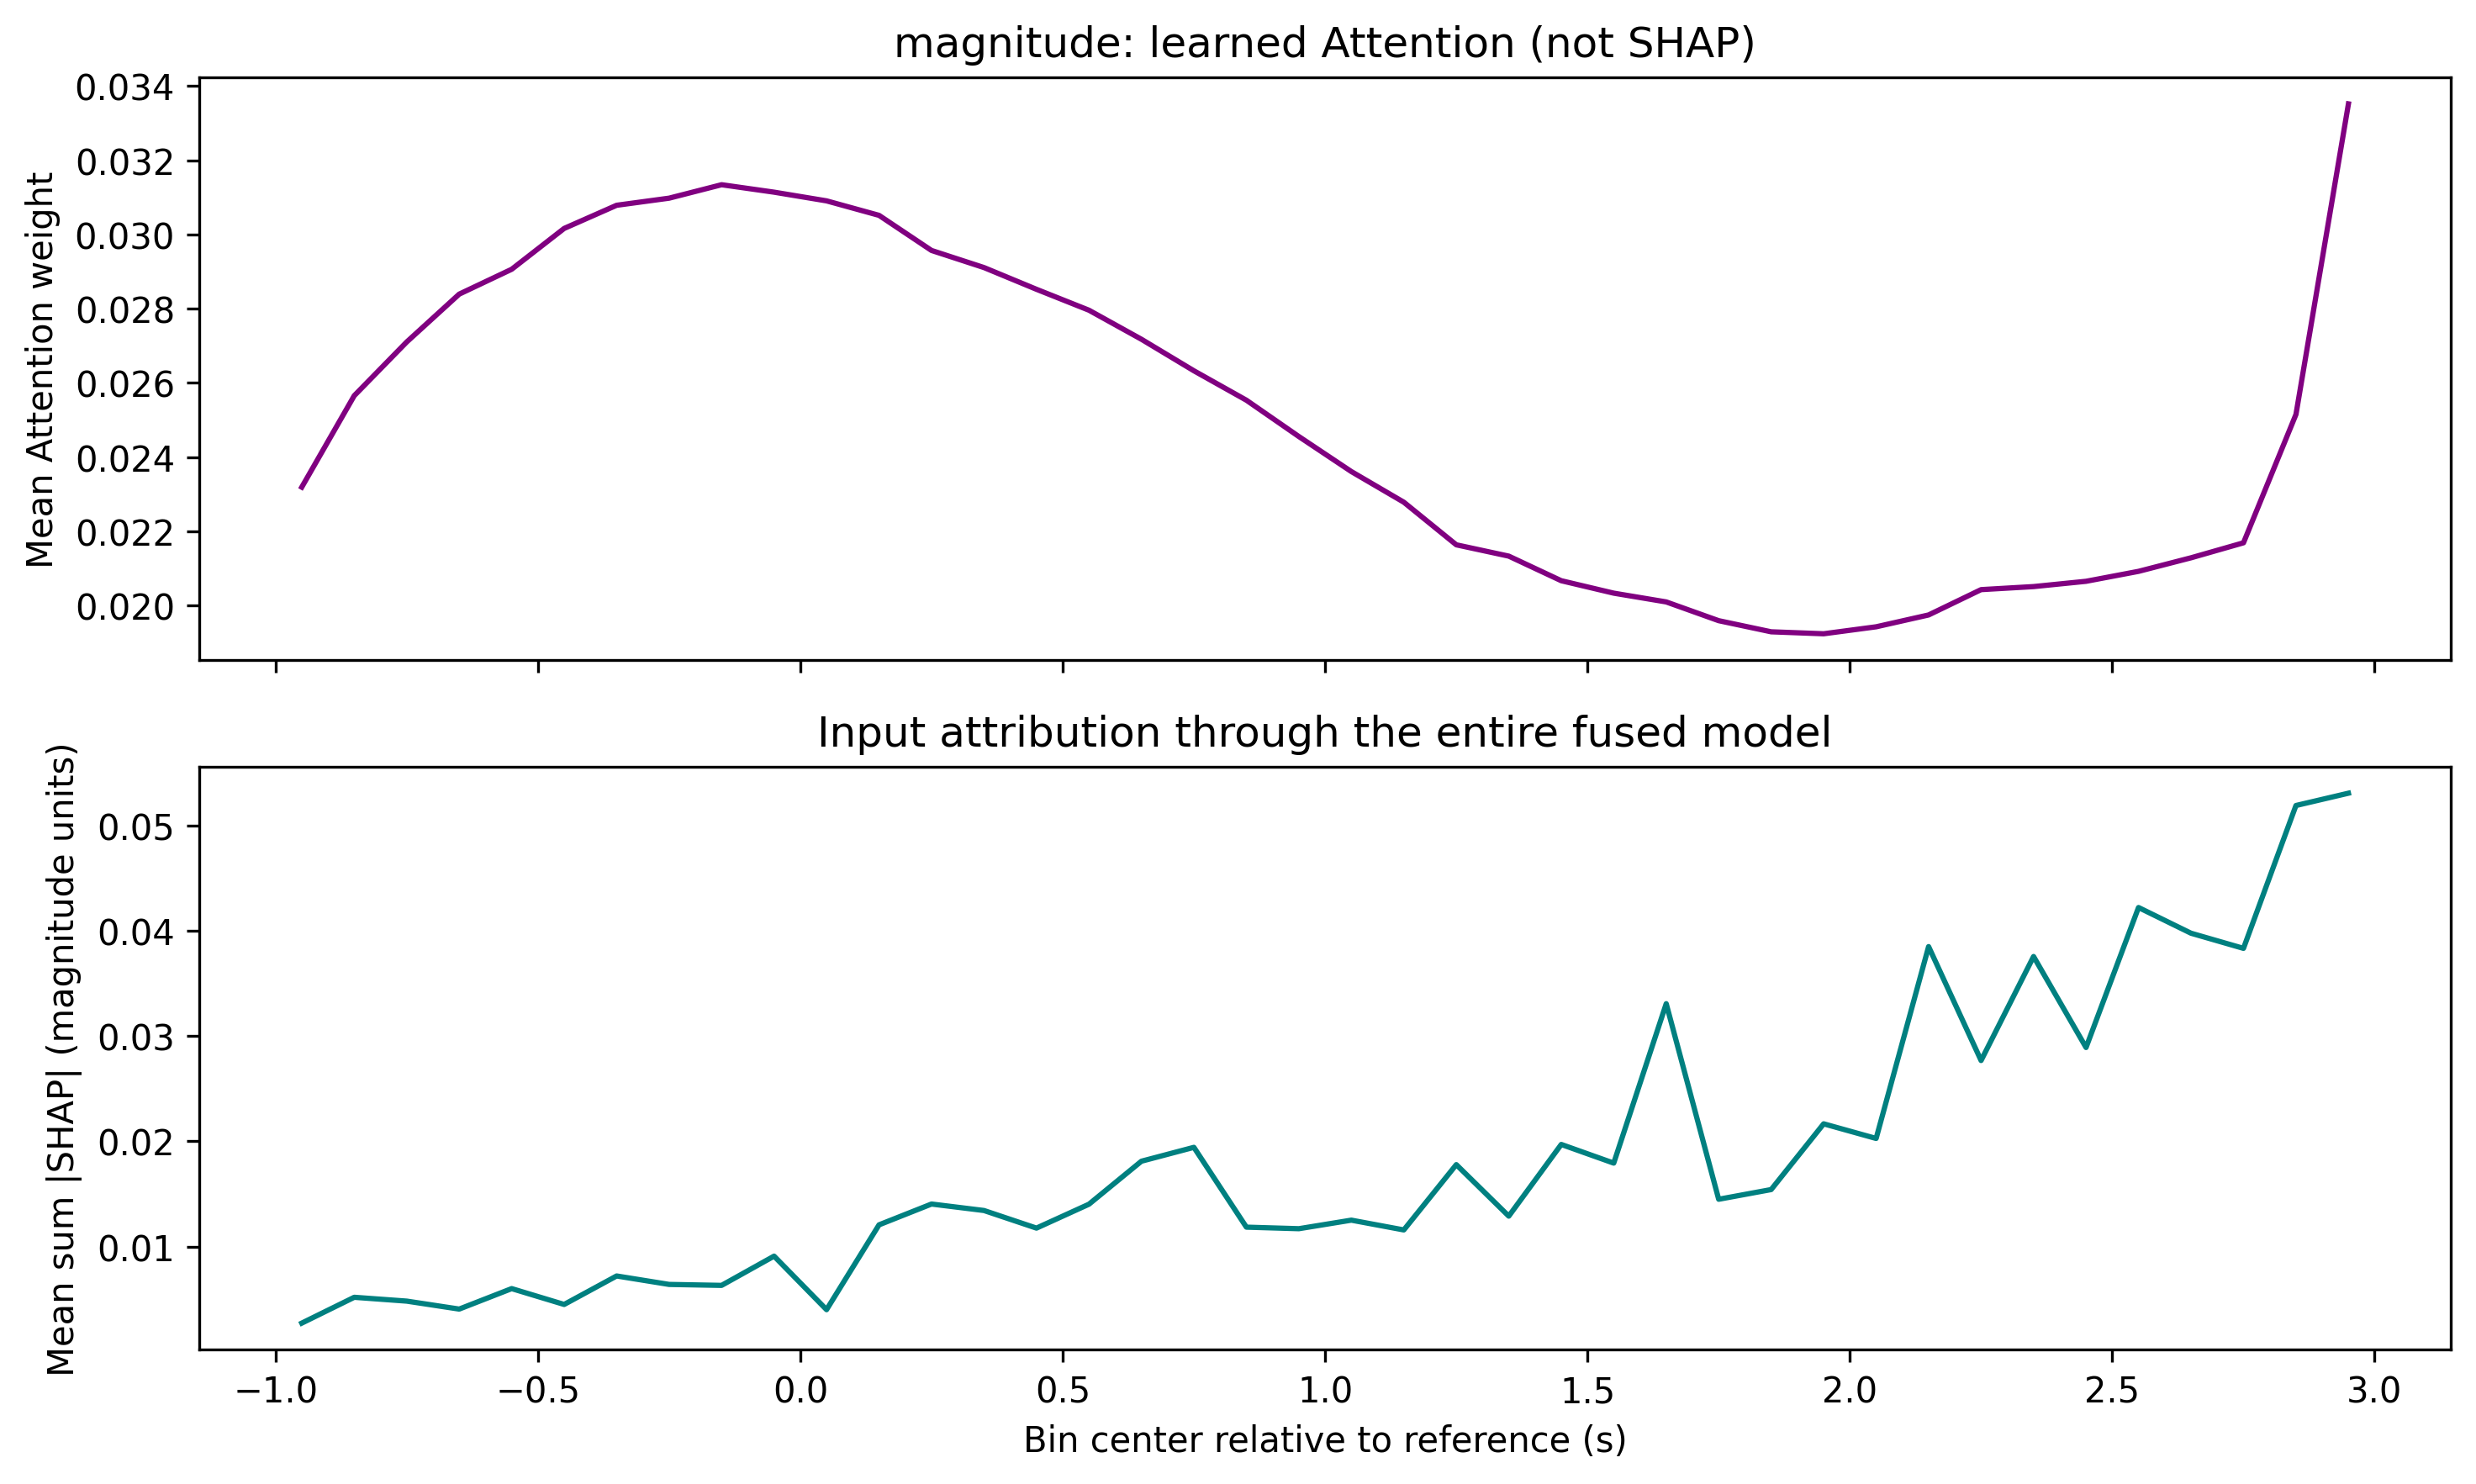 magnitude: learned Attention (not SHAP)
Mean Attention weight
0.034
0.032
0.030
0.028
0.026
0.024
0.022
0.020
Input attribution through the entire fused model
Mean sum |SHAP| (magnitude units)
0.05
0.04
0.03
0.02
0.01
−1.0 −0.5 0.0 0.5 1.0 1.5 2.0 2.5 3.0
Bin center relative to reference (s)